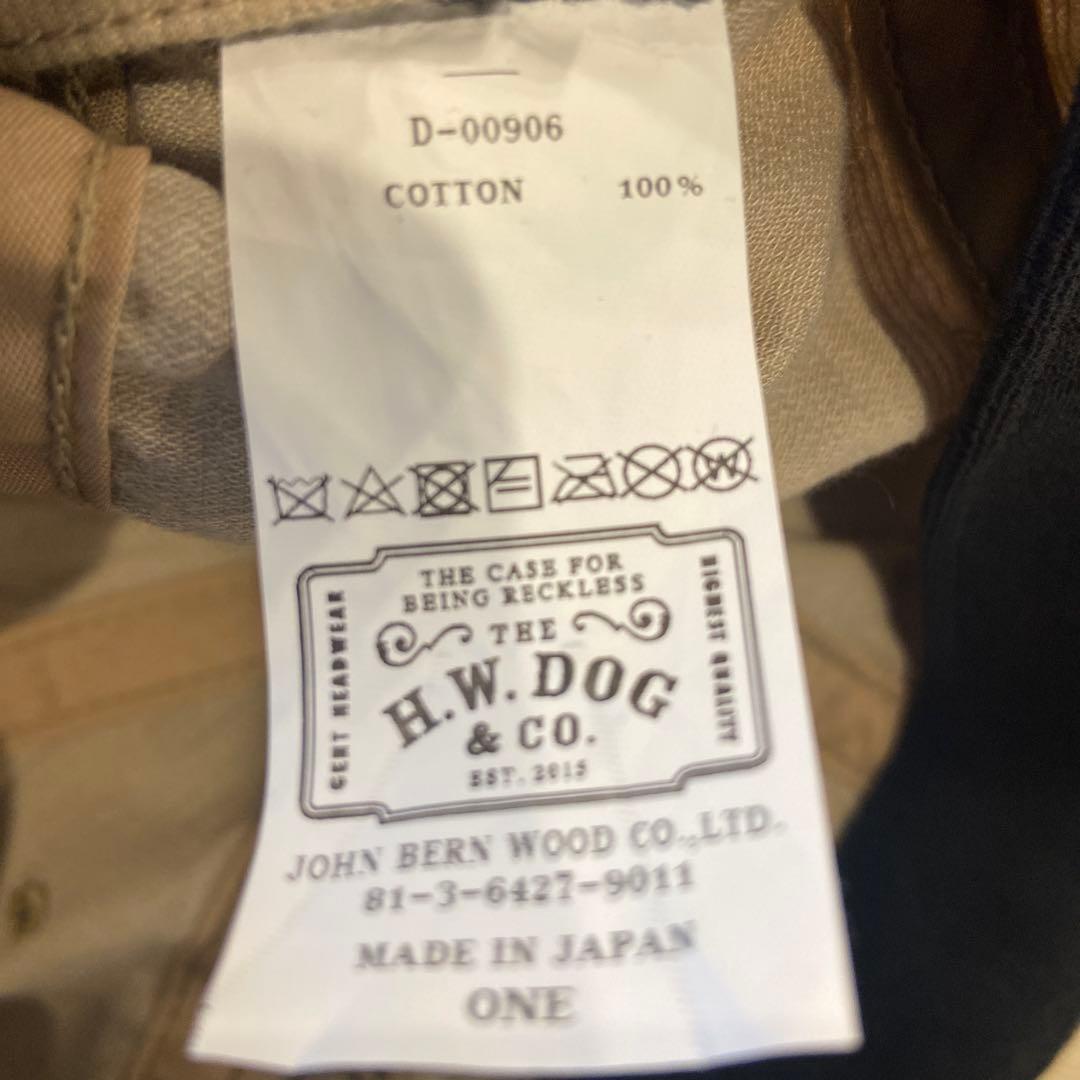 D-00906
COTTON 100%
THE CASE FOR
BEING RECKLESS
GENT HEADWEAR
HIGHEST QUALITY
THE
H.W. DOG
& CO.
EST. 2015
JOHN BERN WOOD CO.,LTD.
81-3-6427-9011
MADE IN JAPAN
ONE